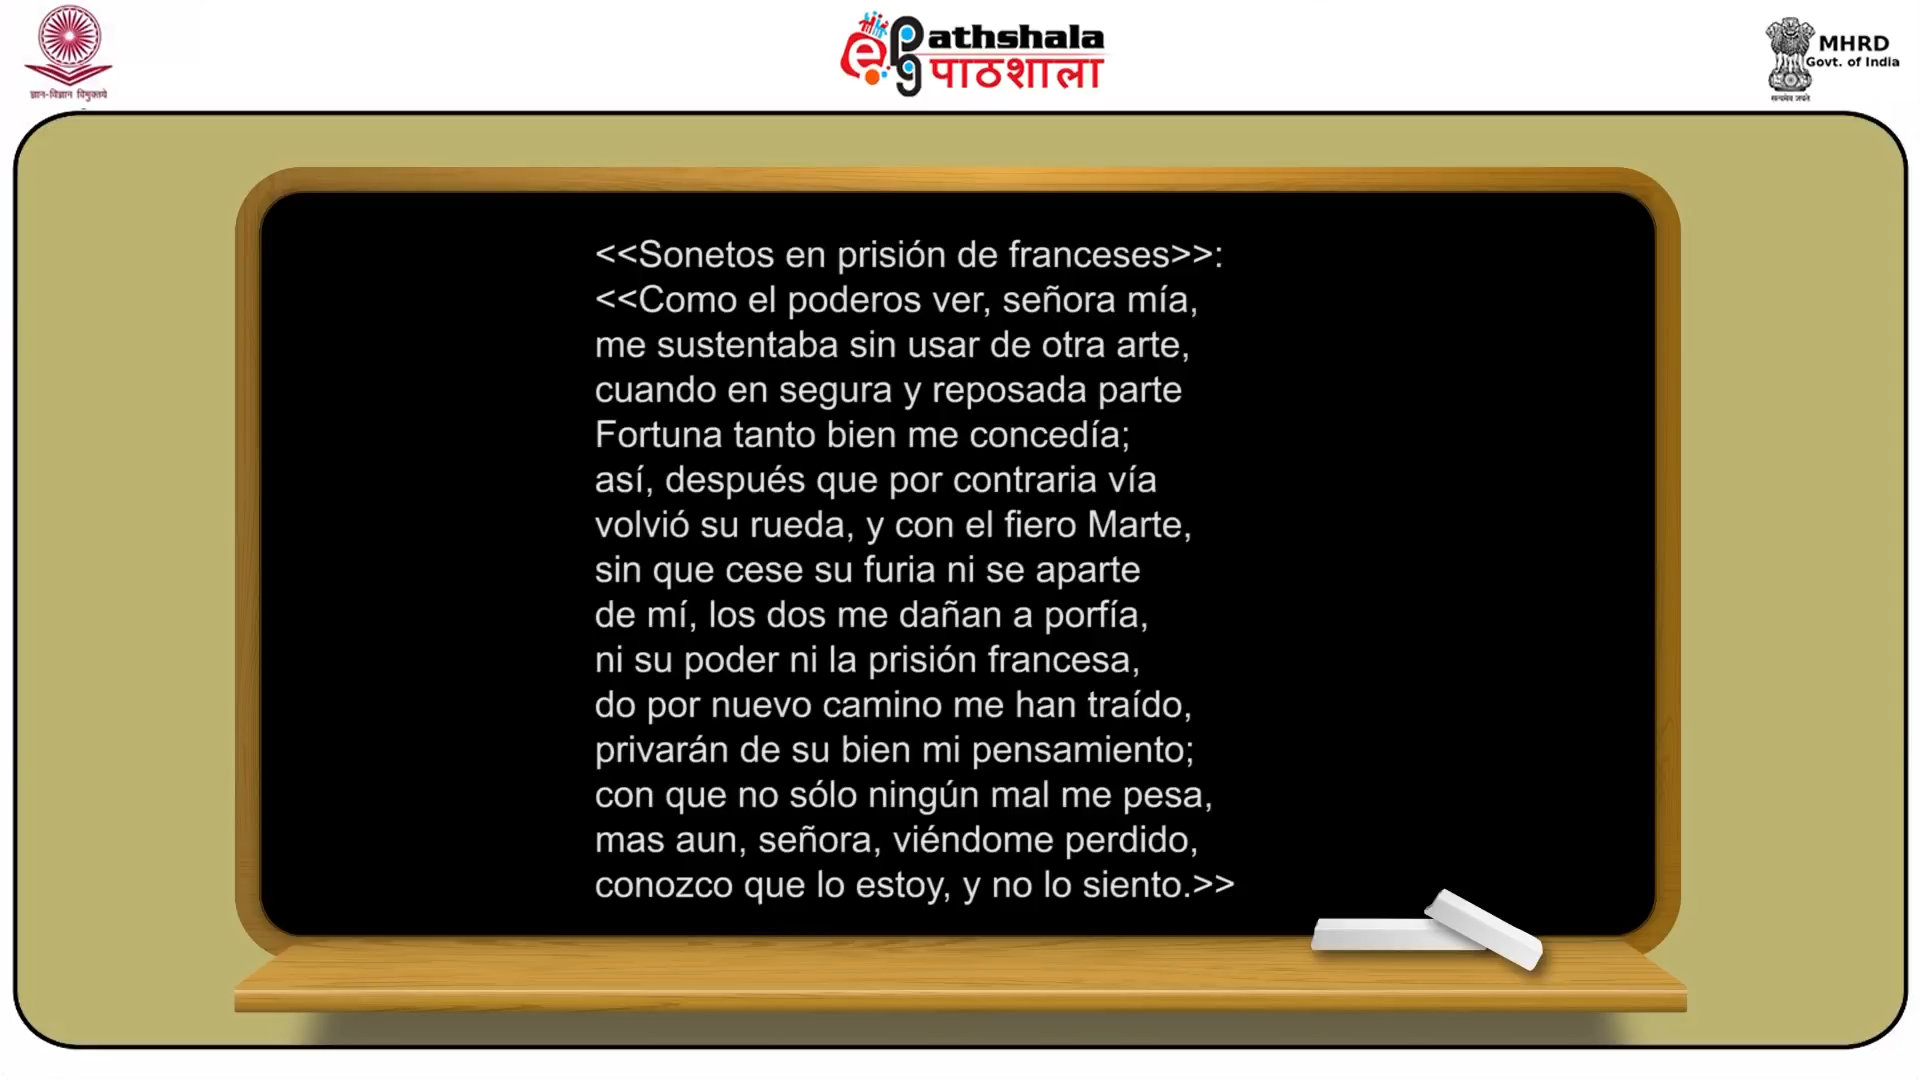 ज्ञान-विज्ञान विमुक्तये
ePathshala
पाठशाला
MHRD
Govt. of India
सत्यमेव जयते
<<Sonetos en prisión de franceses>>:
<<Como el poderos ver, señora mía,
me sustentaba sin usar de otra arte,
cuando en segura y reposada parte
Fortuna tanto bien me concedía;
así, después que por contraria vía
volvió su rueda, y con el fiero Marte,
sin que cese su furia ni se aparte
de mí, los dos me dañan a porfía,
ni su poder ni la prisión francesa,
do por nuevo camino me han traído,
privarán de su bien mi pensamiento;
con que no sólo ningún mal me pesa,
mas aun, señora, viéndome perdido,
conozco que lo estoy, y no lo siento.>>